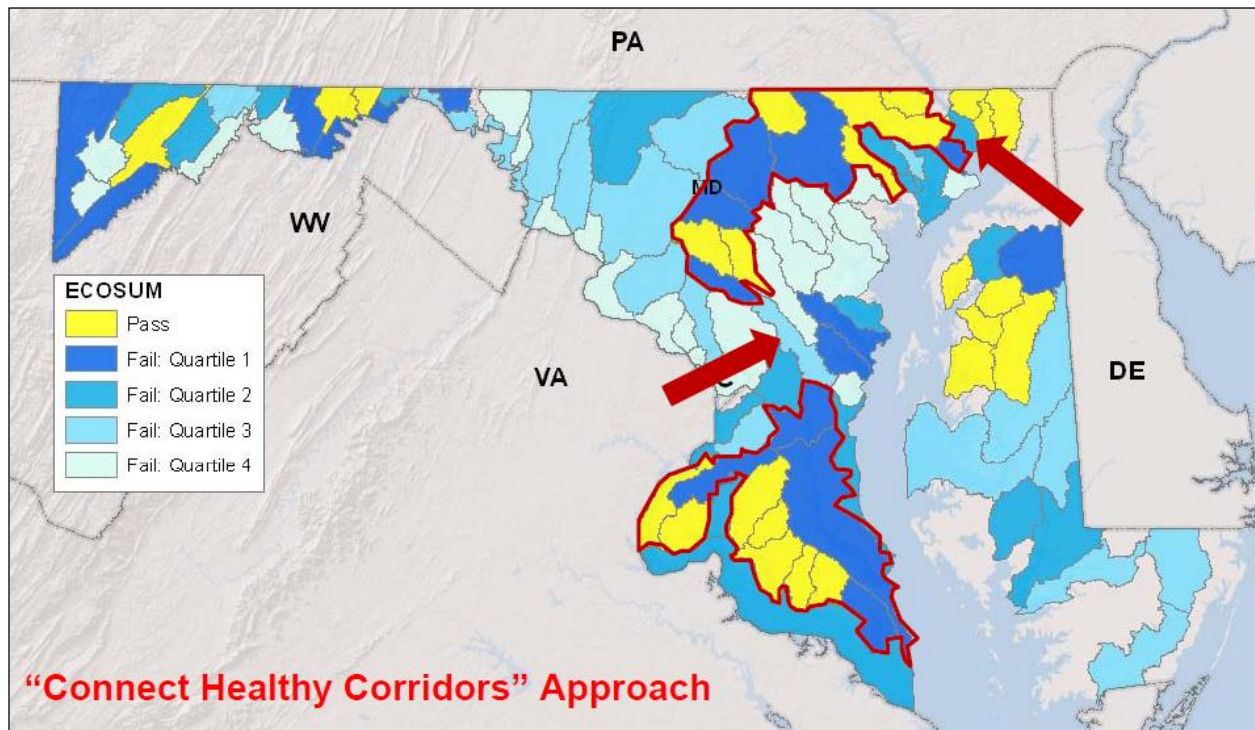 PA
MD
WV
ECOSUM
Pass
Fail: Quartile 1
Fail: Quartile 2
Fail: Quartile 3
Fail: Quartile 4
VA
DE
“Connect Healthy Corridors” Approach